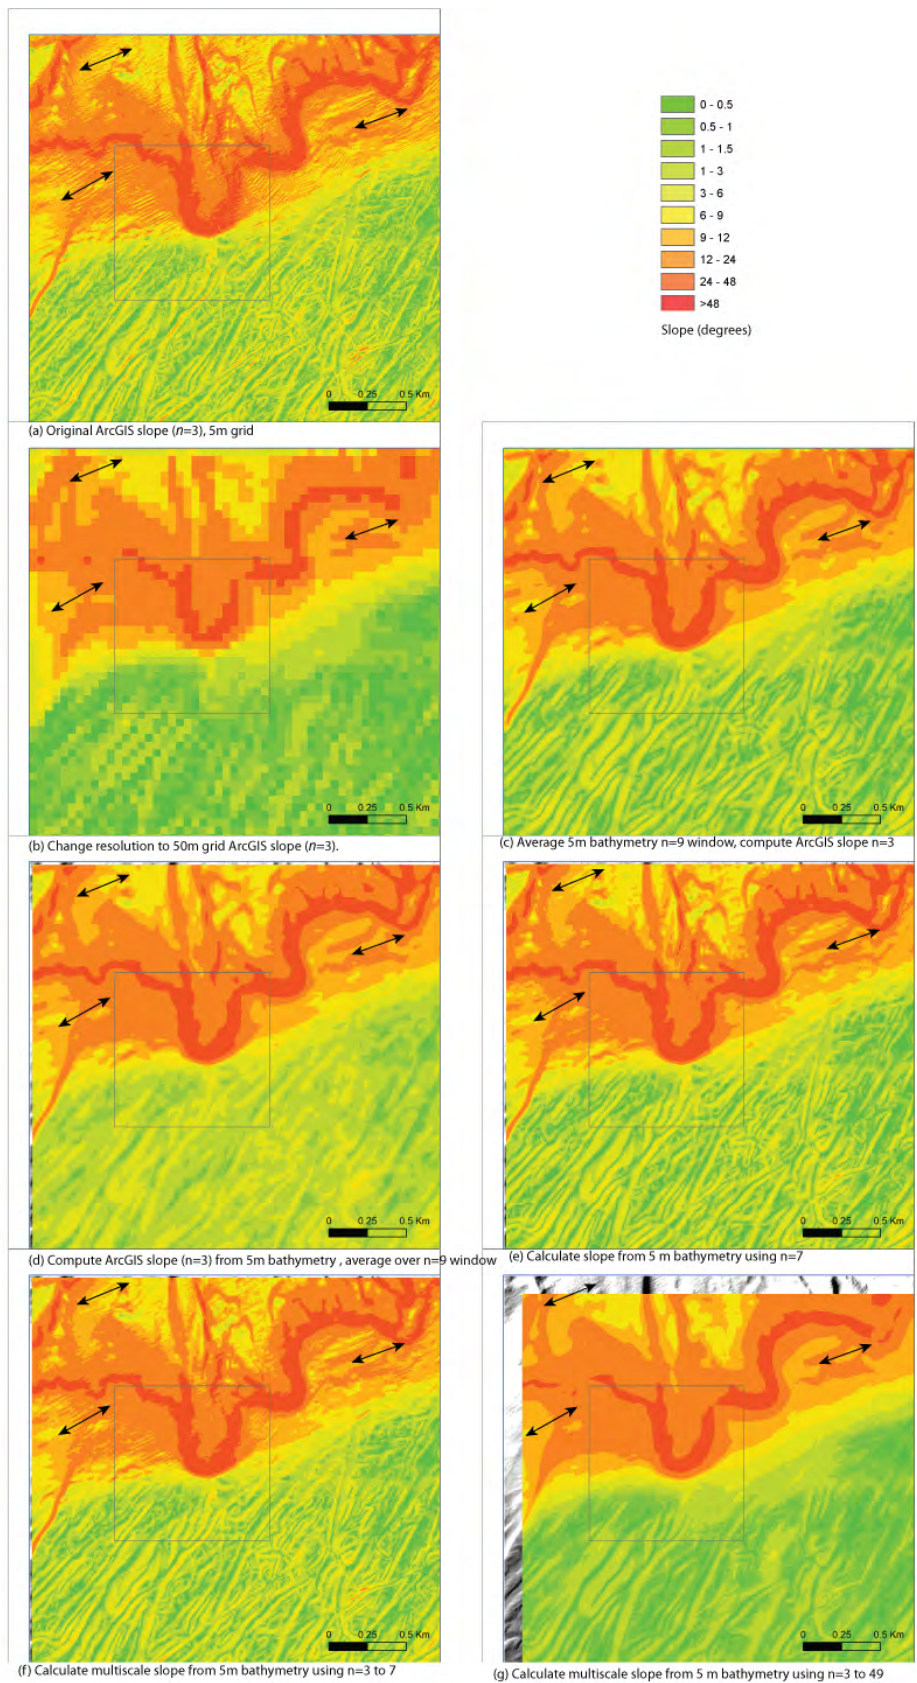 0 - 0.5
0.5 - 1
1 - 1.5
1 - 3
3 - 6
6 - 9
9 - 12
12 - 24
24 - 48
>48
Slope (degrees)
0 0.25 0.5 Km
(a) Original ArcGIS slope (n=3), 5m grid
0 0.25 0.5 Km
(b) Change resolution to 50m grid ArcGIS slope (n=3).
0 0.25 0.5 Km
(c) Average 5m bathymetry n=9 window, compute ArcGIS slope n=3
0 0.25 0.5 Km
(d) Compute ArcGIS slope (n=3) from 5m bathymetry , average over n=9 window
0 0.25 0.5 Km
(e) Calculate slope from 5 m bathymetry using n=7
0 0.25 0.5 Km
(f) Calculate multiscale slope from 5m bathymetry using n=3 to 7
0 0.25 0.5 Km
(g) Calculate multiscale slope from 5 m bathymetry using n=3 to 49